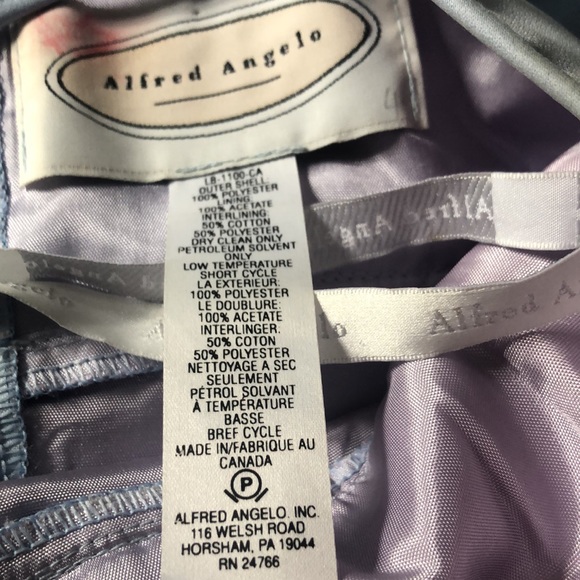 Alfred Angelo
LB-1100-CA
OUTER SHELL:
100% POLYESTER
LINING:
100% ACETATE
INTERLINING:
50% COTTON
50% POLYESTER
DRY CLEAN ONLY
PETROLEUM SOLVENT
ONLY
LOW TEMPERATURE
SHORT CYCLE
LA EXTERIEUR:
100% POLYESTER
LE DOUBLURE:
100% ACETATE
INTERLINGER:
50% COTON
50% POLYESTER
NETTOYAGE A SEC
SEULEMENT
PÉTROL SOLVANT
À TEMPÉRATURE
BASSE
BREF CYCLE
MADE IN/FABRIQUE AU
CANADA
P
ALFRED ANGELO, INC.
116 WELSH ROAD
HORSHAM, PA 19044
RN 24766
Alfred A